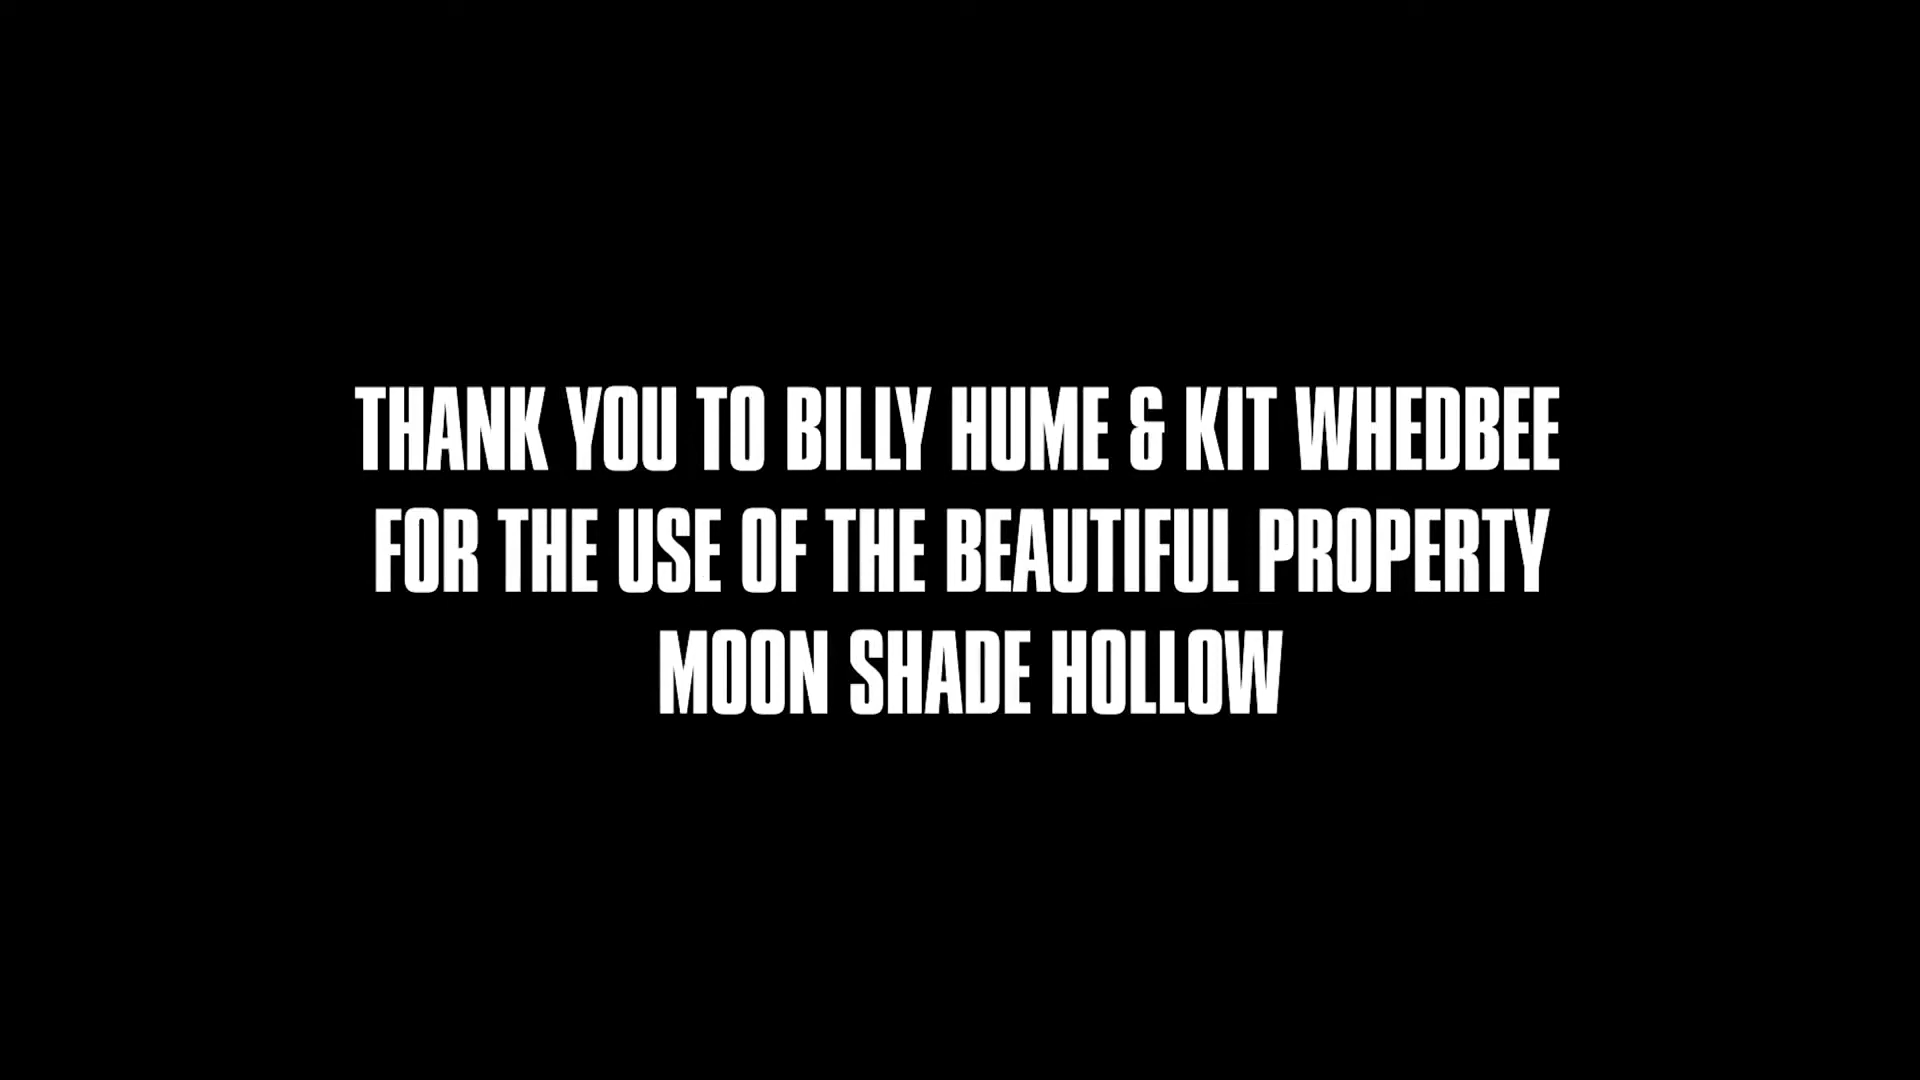 THANK YOU TO BILLY HUME & KIT WHEDBEE
FOR THE USE OF THE BEAUTIFUL PROPERTY
MOON SHADE HOLLOW